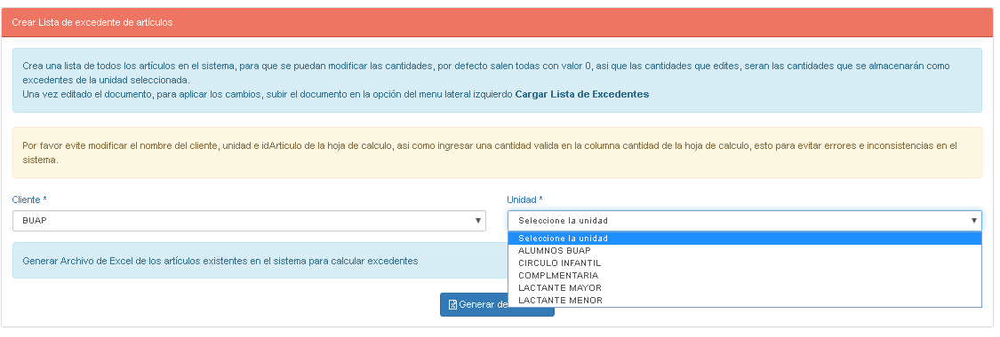 Crear Lista de excedente de artículos
Crea una lista de todos los artículos en el sistema, para que se puedan modificar las cantidades, por defecto salen todas con valor 0, asi que las cantidades que edites, seran las cantidades que se almacenarán como
excedentes de la unidad seleccionada.
Una vez editado el documento, para aplicar los cambios, subir el documento en la opción del menu lateral izquierdo Cargar Lista de Excedentes
Por favor evite modificar el nombre del cliente, unidad e idArticulo de la hoja de calculo, asi como ingresar una cantidad valida en la columna cantidad de la hoja de calculo, esto para evitar errores e inconsistencias en el
sistema.
Cliente *
Unidad *
BUAP
Seleccione la unidad
Seleccione la unidad
ALUMNOS BUAP
CIRCULO INFANTIL
COMPLMENTARIA
LACTANTE MAYOR
LACTANTE MENOR
Generar Archivo de Excel de los artículos existentes en el sistema para calcular excedentes
Generar de